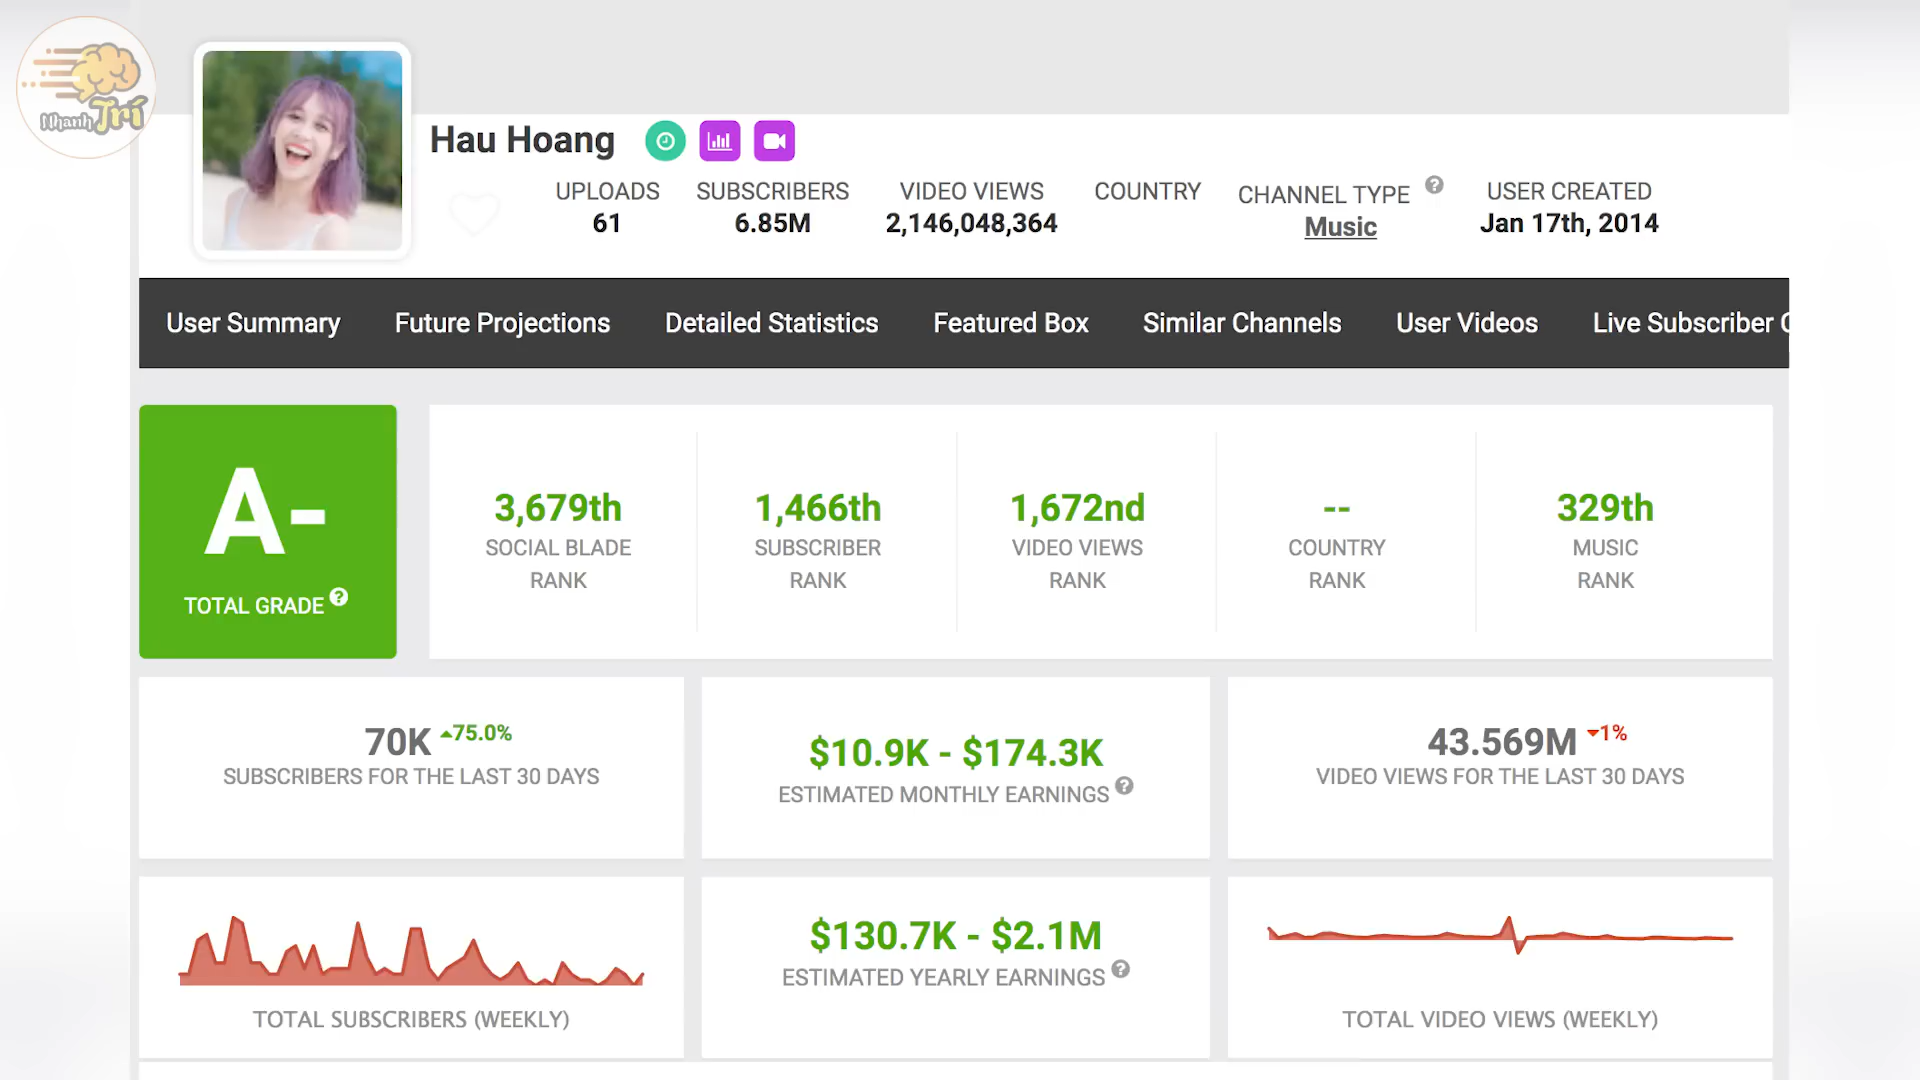 Nhanh Trí
Hau Hoang
UPLOADS
61
SUBSCRIBERS
6.85M
VIDEO VIEWS
2,146,048,364
COUNTRY
CHANNEL TYPE ?
Music
USER CREATED
Jan 17th, 2014
User Summary
Future Projections
Detailed Statistics
Featured Box
Similar Channels
User Videos
Live Subscriber
A-
TOTAL GRADE ?
3,679th
SOCIAL BLADE
RANK
1,466th
SUBSCRIBER
RANK
1,672nd
VIDEO VIEWS
RANK
--
COUNTRY
RANK
329th
MUSIC
RANK
70K 75.0%
SUBSCRIBERS FOR THE LAST 30 DAYS
$10.9K - $174.3K
ESTIMATED MONTHLY EARNINGS ?
43.569M 1%
VIDEO VIEWS FOR THE LAST 30 DAYS
TOTAL SUBSCRIBERS (WEEKLY)
$130.7K - $2.1M
ESTIMATED YEARLY EARNINGS ?
TOTAL VIDEO VIEWS (WEEKLY)